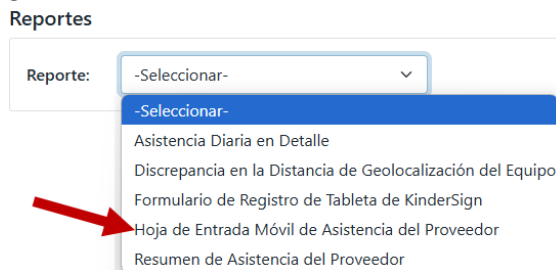 Reportes
Reporte:
-Seleccionar-
-Seleccionar-
Asistencia Diaria en Detalle
Discrepancia en la Distancia de Geolocalización del Equipo
Formulario de Registro de Tableta de KinderSign
Hoja de Entrada Móvil de Asistencia del Proveedor
Resumen de Asistencia del Proveedor